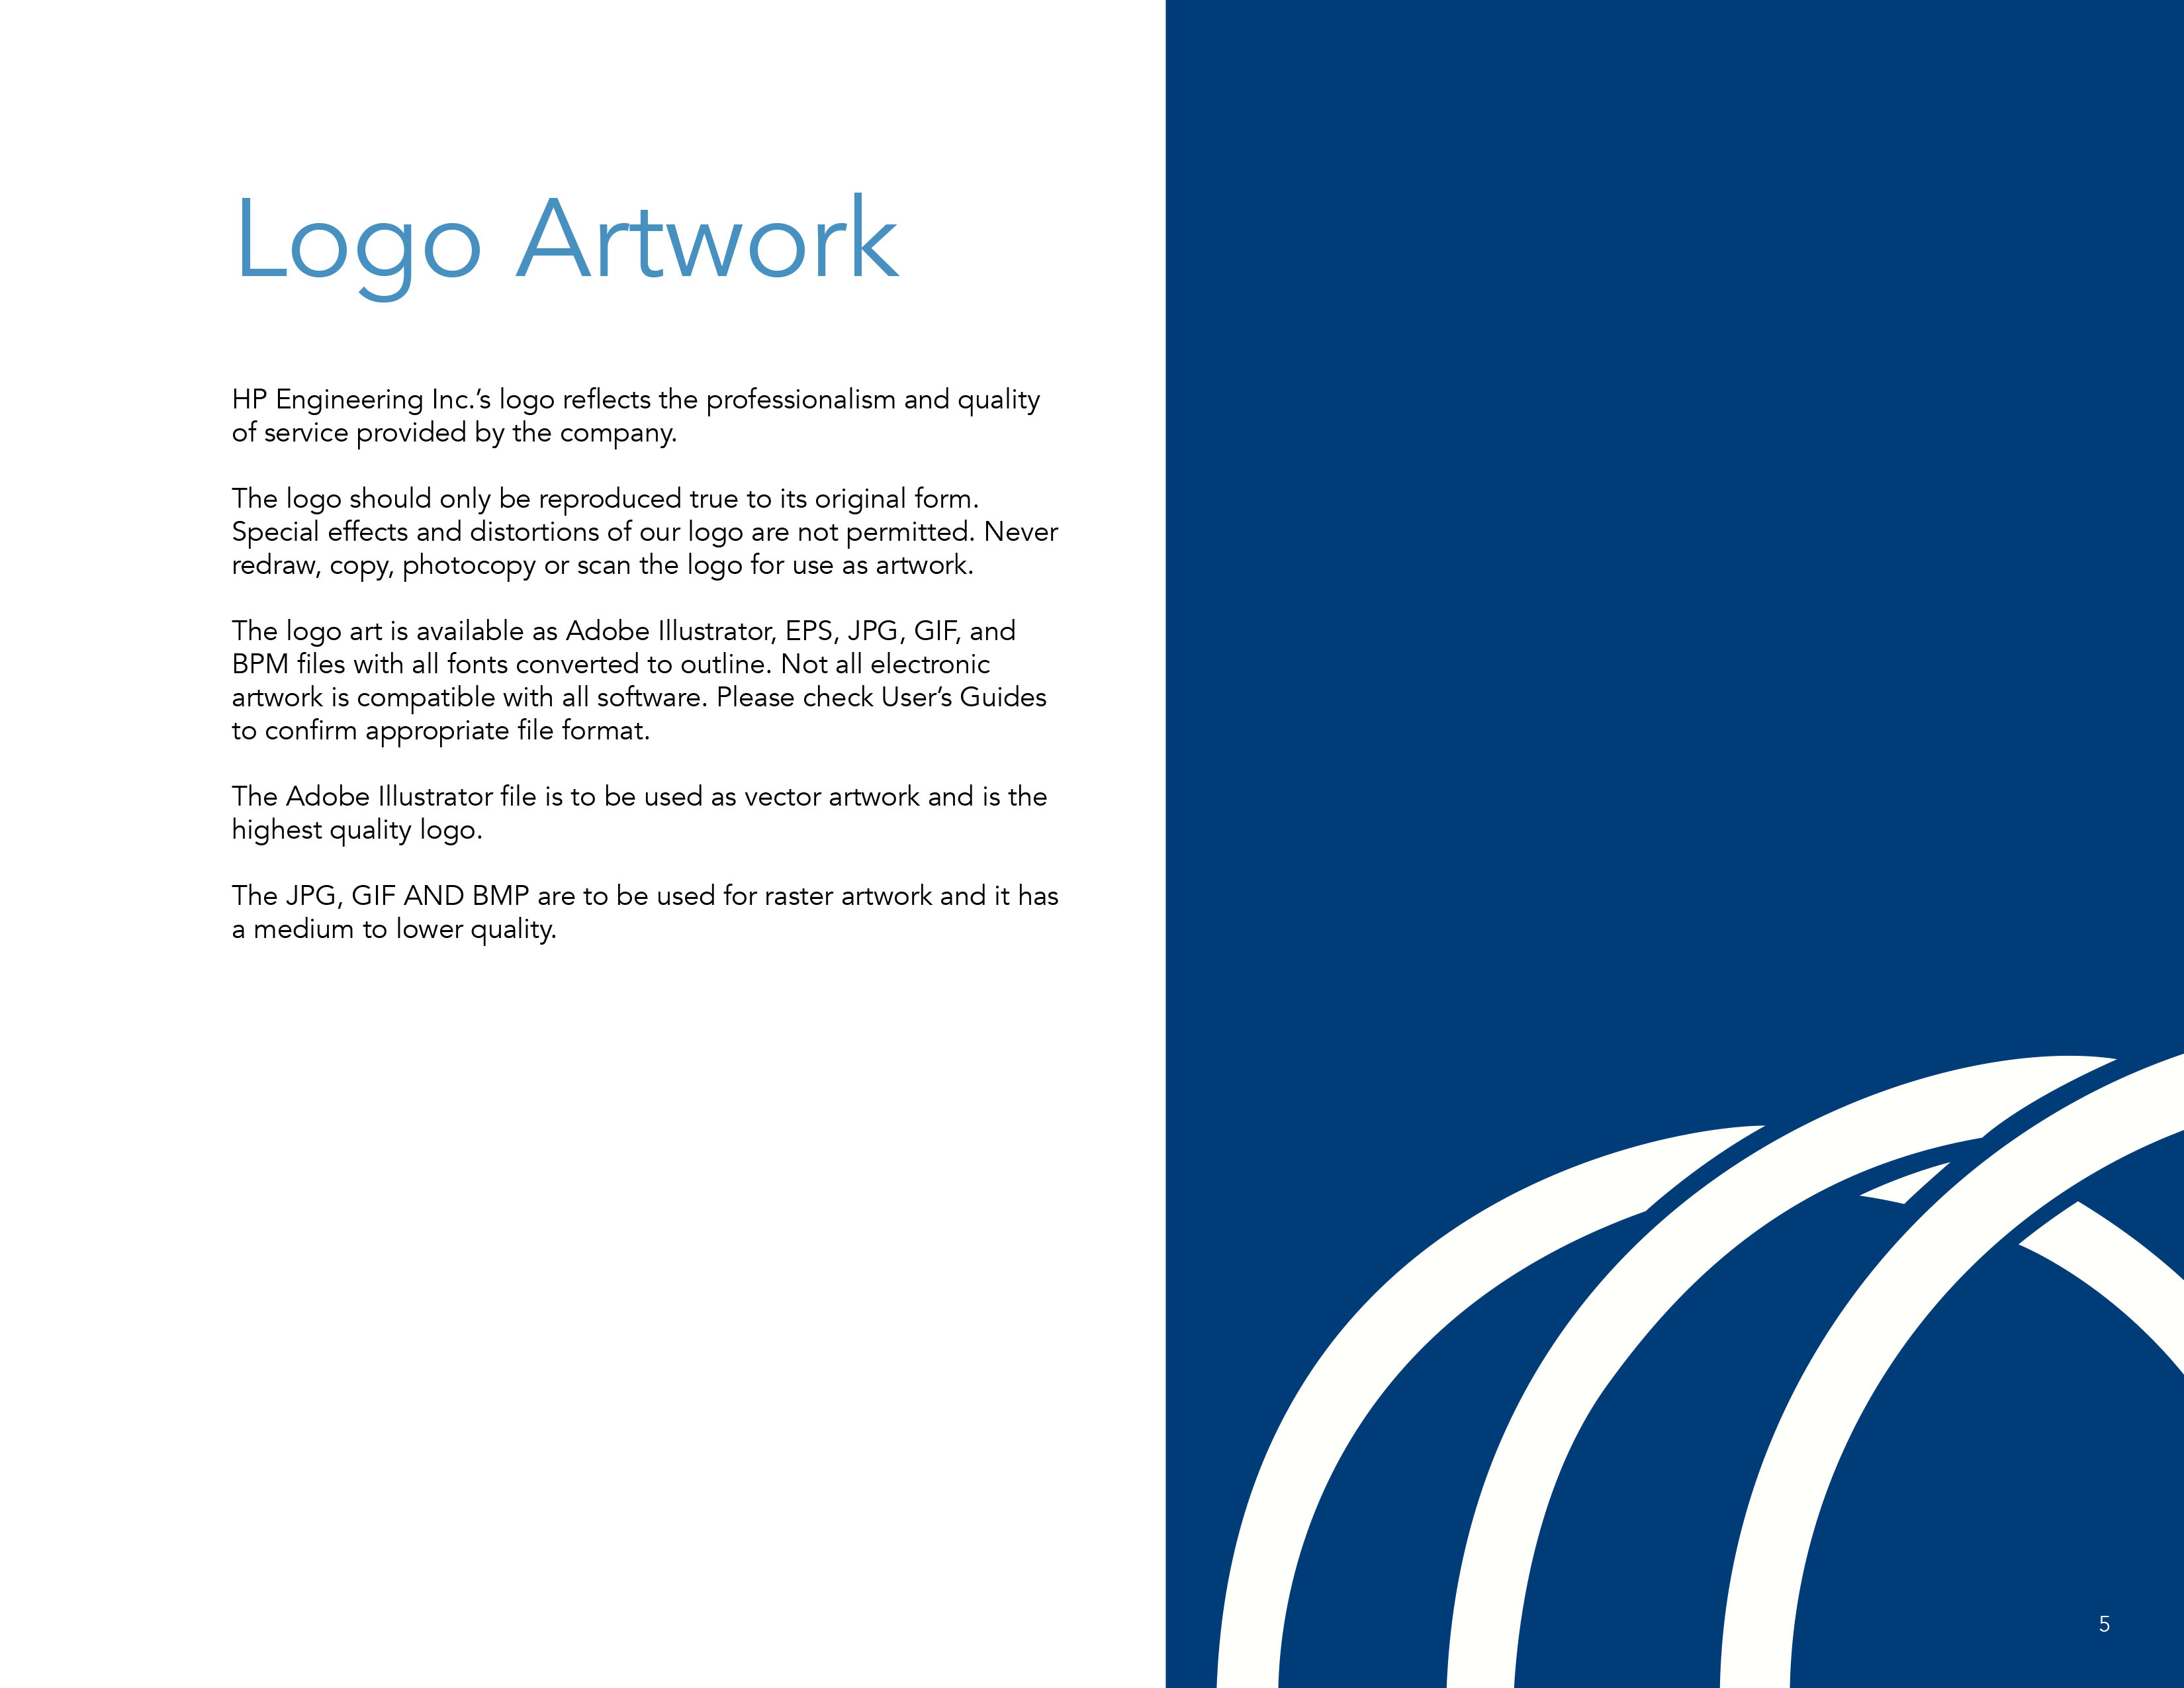 Logo Artwork
HP Engineering Inc.’s logo reflects the professionalism and quality
of service provided by the company.
The logo should only be reproduced true to its original form.
Special effects and distortions of our logo are not permitted. Never
redraw, copy, photocopy or scan the logo for use as artwork.
The logo art is available as Adobe Illustrator, EPS, JPG, GIF, and
BPM files with all fonts converted to outline. Not all electronic
artwork is compatible with all software. Please check User’s Guides
to confirm appropriate file format.
The Adobe Illustrator file is to be used as vector artwork and is the
highest quality logo.
The JPG, GIF AND BMP are to be used for raster artwork and it has
a medium to lower quality.
5